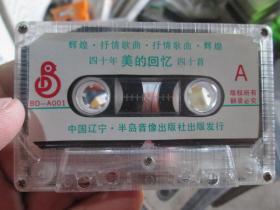 辉煌·抒情歌曲·抒情歌曲·辉煌
四十年 美的回忆 四十首
A
BD-A001
版权所有
翻录必究
中国辽宁·半岛音像出版社出版发行